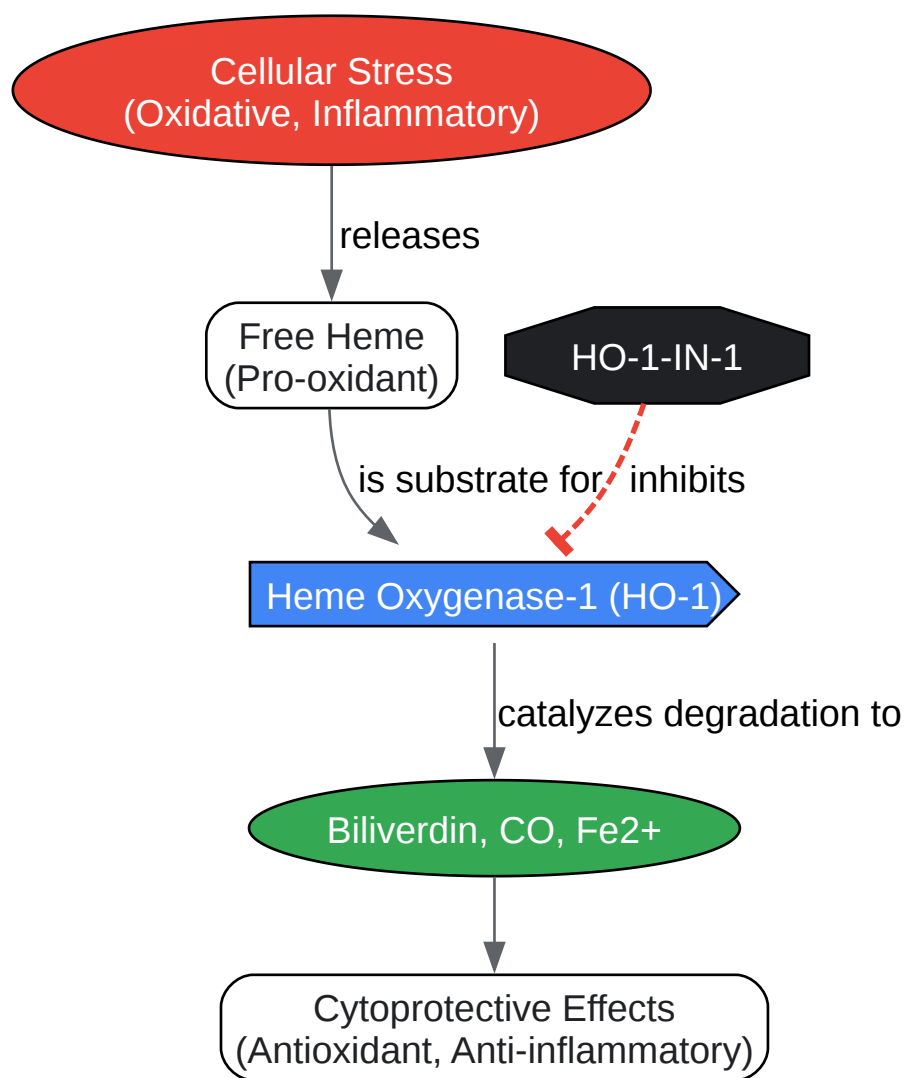 Cellular Stress
(Oxidative, Inflammatory)
releases
Free Heme
(Pro-oxidant)
HO-1-IN-1
is substrate for
inhibits
Heme Oxygenase-1 (HO-1)
catalyzes degradation to
Biliverdin, CO, Fe2+
Cytoprotective Effects
(Antioxidant, Anti-inflammatory)